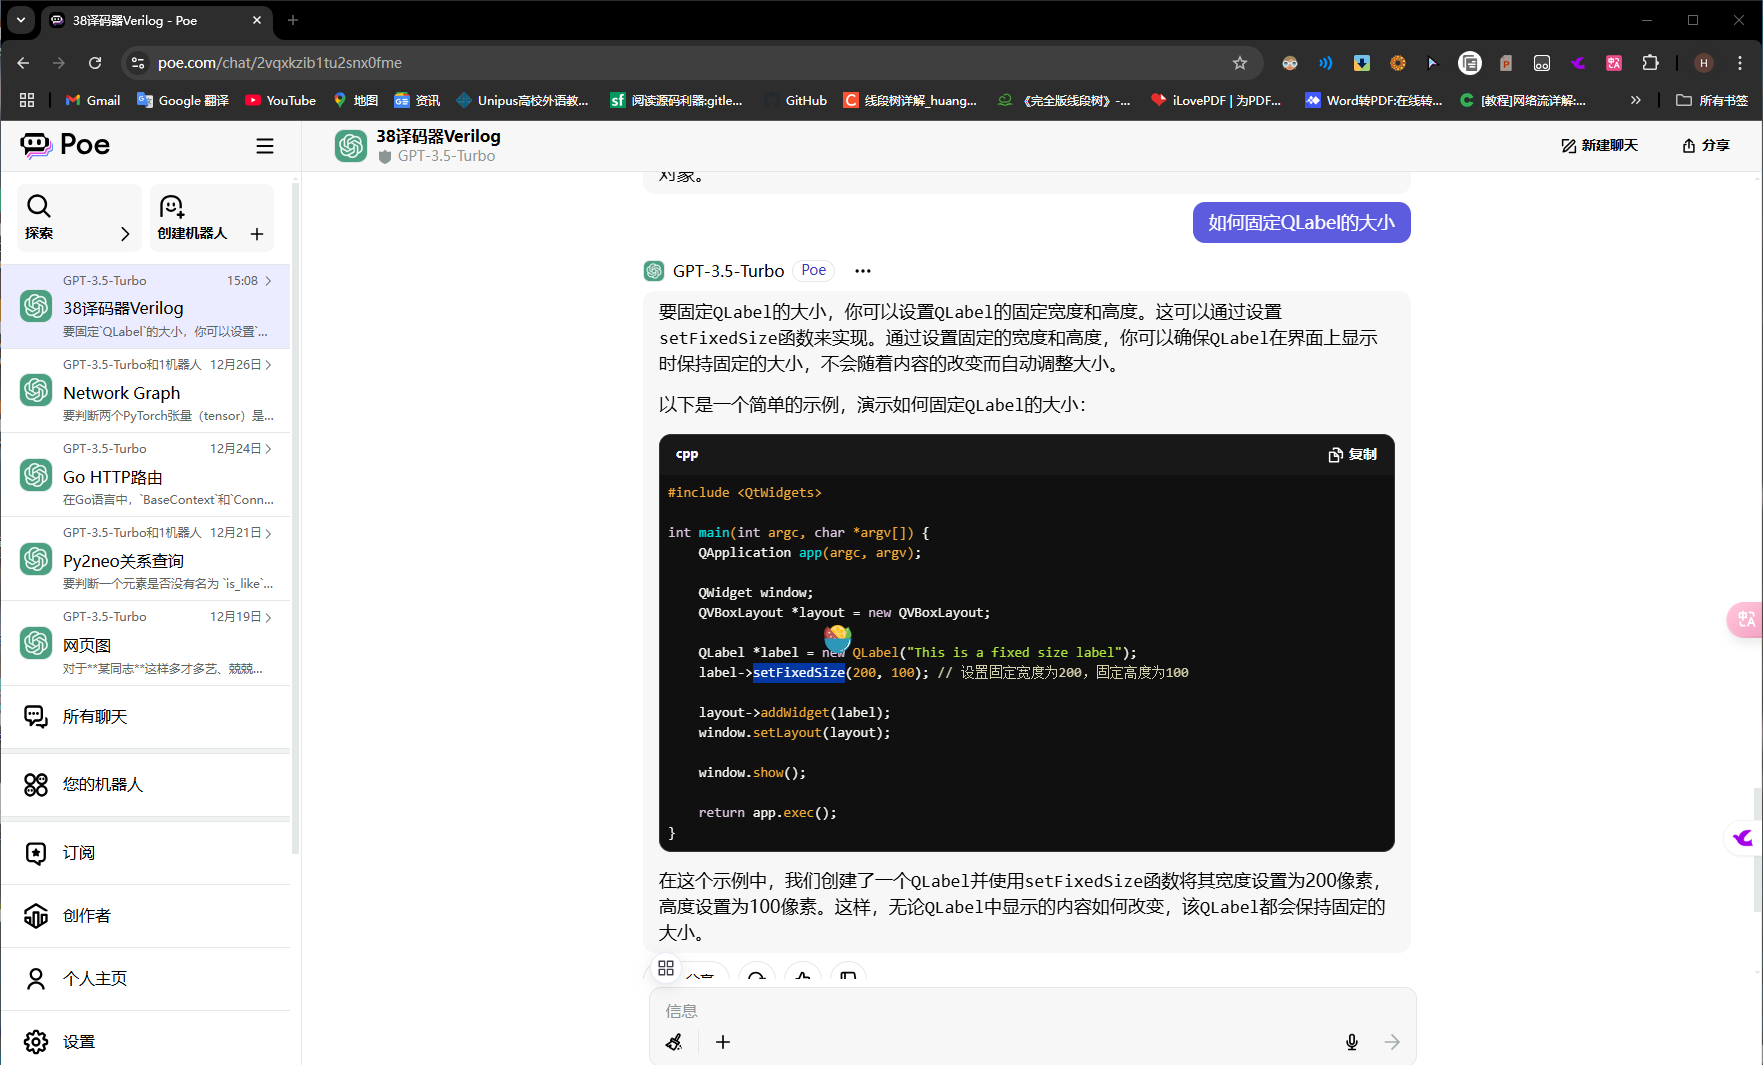 38译码器Verilog - Poe
poe.com/chat/2vqxkzib1tu2snx0fme
Gmail
Google 翻译
YouTube
地图
资讯
Unipus高校外语教...
阅读源码利器:gitle...
GitHub
线段树详解_huang...
《完全版线段树》-...
iLovePDF | 为PDF...
Word转PDF:在线转...
[教程]网络流详解:...
所有书签
Poe
38译码器Verilog
GPT-3.5-Turbo
新建聊天
分享
探索
创建机器人
GPT-3.5-Turbo
15:08
38译码器Verilog
要固定`QLabel`的大小，你可以设置`...
GPT-3.5-Turbo和1机器人
12月26日
Network Graph
要判断两个PyTorch张量（tensor）是...
GPT-3.5-Turbo
12月24日
Go HTTP路由
在Go语言中，`BaseContext`和`Conn...
GPT-3.5-Turbo和1机器人
12月21日
Py2neo关系查询
要判断一个元素是否没有名为 `is_like`...
GPT-3.5-Turbo
12月19日
网页图
对于**某同志**这样多才多艺、兢兢...
所有聊天
您的机器人
订阅
创作者
个人主页
设置
对象。
如何固定QLabel的大小
GPT-3.5-Turbo
Poe
要固定QLabel的大小，你可以设置QLabel的固定宽度和高度。这可以通过设置
setFixedSize函数来实现。通过设置固定的宽度和高度，你可以确保QLabel在界面上显示
时保持固定的大小，不会随着内容的改变而自动调整大小。
以下是一个简单的示例，演示如何固定QLabel的大小：
cpp
复制
#include <QtWidgets>
int main(int argc, char *argv[]) {
QApplication app(argc, argv);
QWidget window;
QVBoxLayout *layout = new QVBoxLayout;
QLabel *label = new QLabel("This is a fixed size label");
label->setFixedSize(200, 100); // 设置固定宽度为200，固定高度为100
layout->addWidget(label);
window.setLayout(layout);
window.show();
return app.exec();
}
在这个示例中，我们创建了一个QLabel并使用setFixedSize函数将其宽度设置为200像素，
高度设置为100像素。这样，无论QLabel中显示的内容如何改变，该QLabel都会保持固定的
大小。
分享
信息